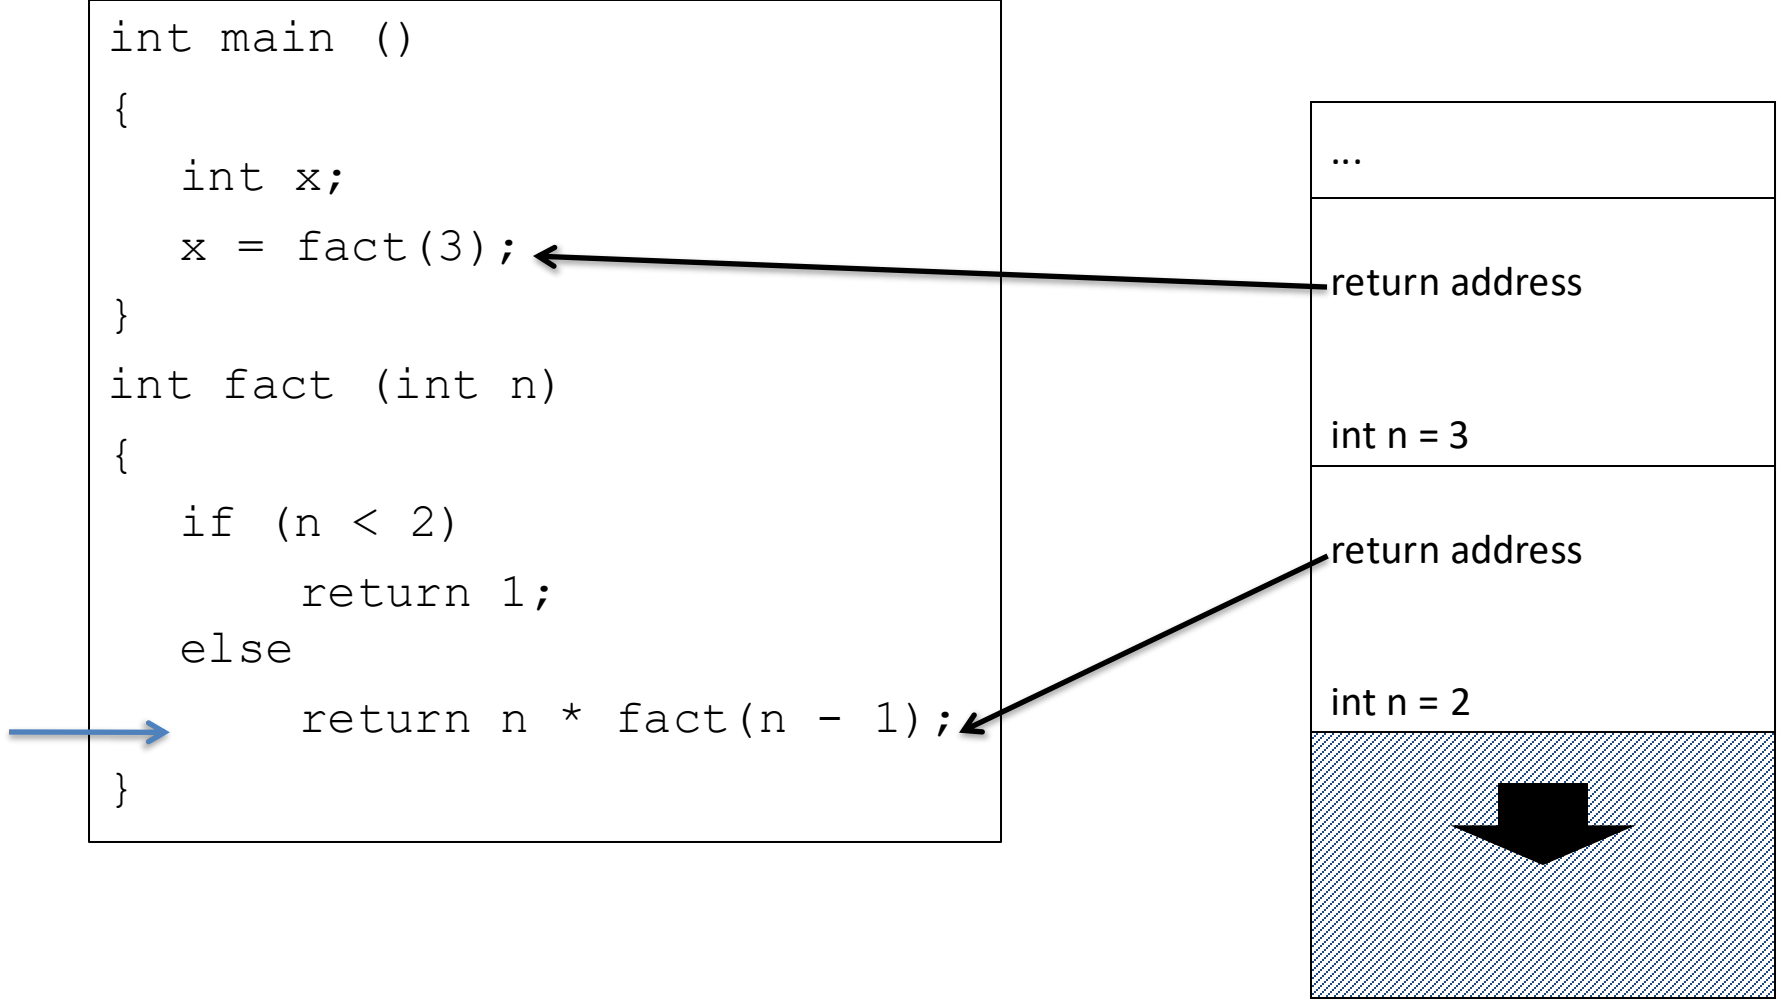 int main ()
{
int x;
x = fact(3);
}
int fact (int n)
{
if (n < 2)
return 1;
else
return n * fact(n - 1);
}
...
return address
int n = 3
return address
int n = 2